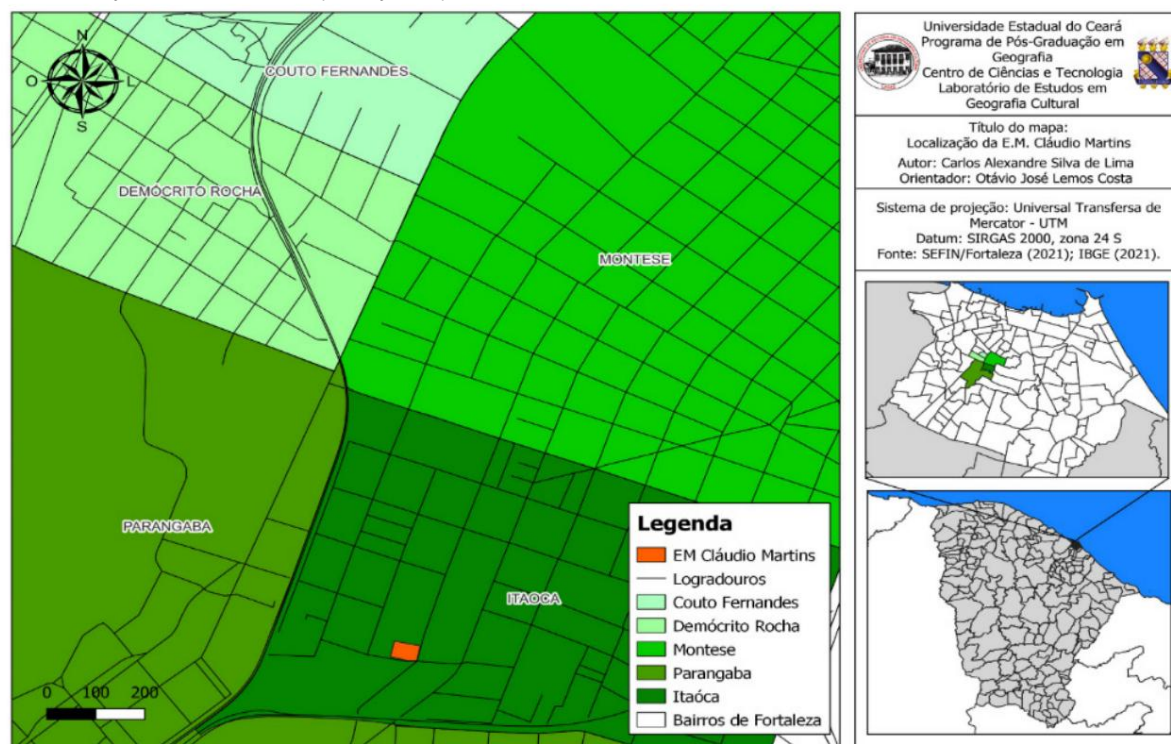 N
O
L
S
COUTO FERNANDES
DEMÓCRITO ROCHA
MONTESE
PARANGABA
ITAOCA
0 100 200
Legenda
EM Cláudio Martins
Logradouros
Couto Fernandes
Demócrito Rocha
Montese
Parangaba
Itaóca
Bairros de Fortaleza
Universidade Estadual do Ceará
Programa de Pós-Graduação em
Geografia
Centro de Ciências e Tecnologia
Laboratório de Estudos em
Geografia Cultural
Título do mapa:
Localização da E.M. Cláudio Martins
Autor: Carlos Alexandre Silva de Lima
Orientador: Otávio José Lemos Costa
Sistema de projeção: Universal Transfersa de
Mercator - UTM
Datum: SIRGAS 2000, zona 24 S
Fonte: SEFIN/Fortaleza (2021); IBGE (2021).